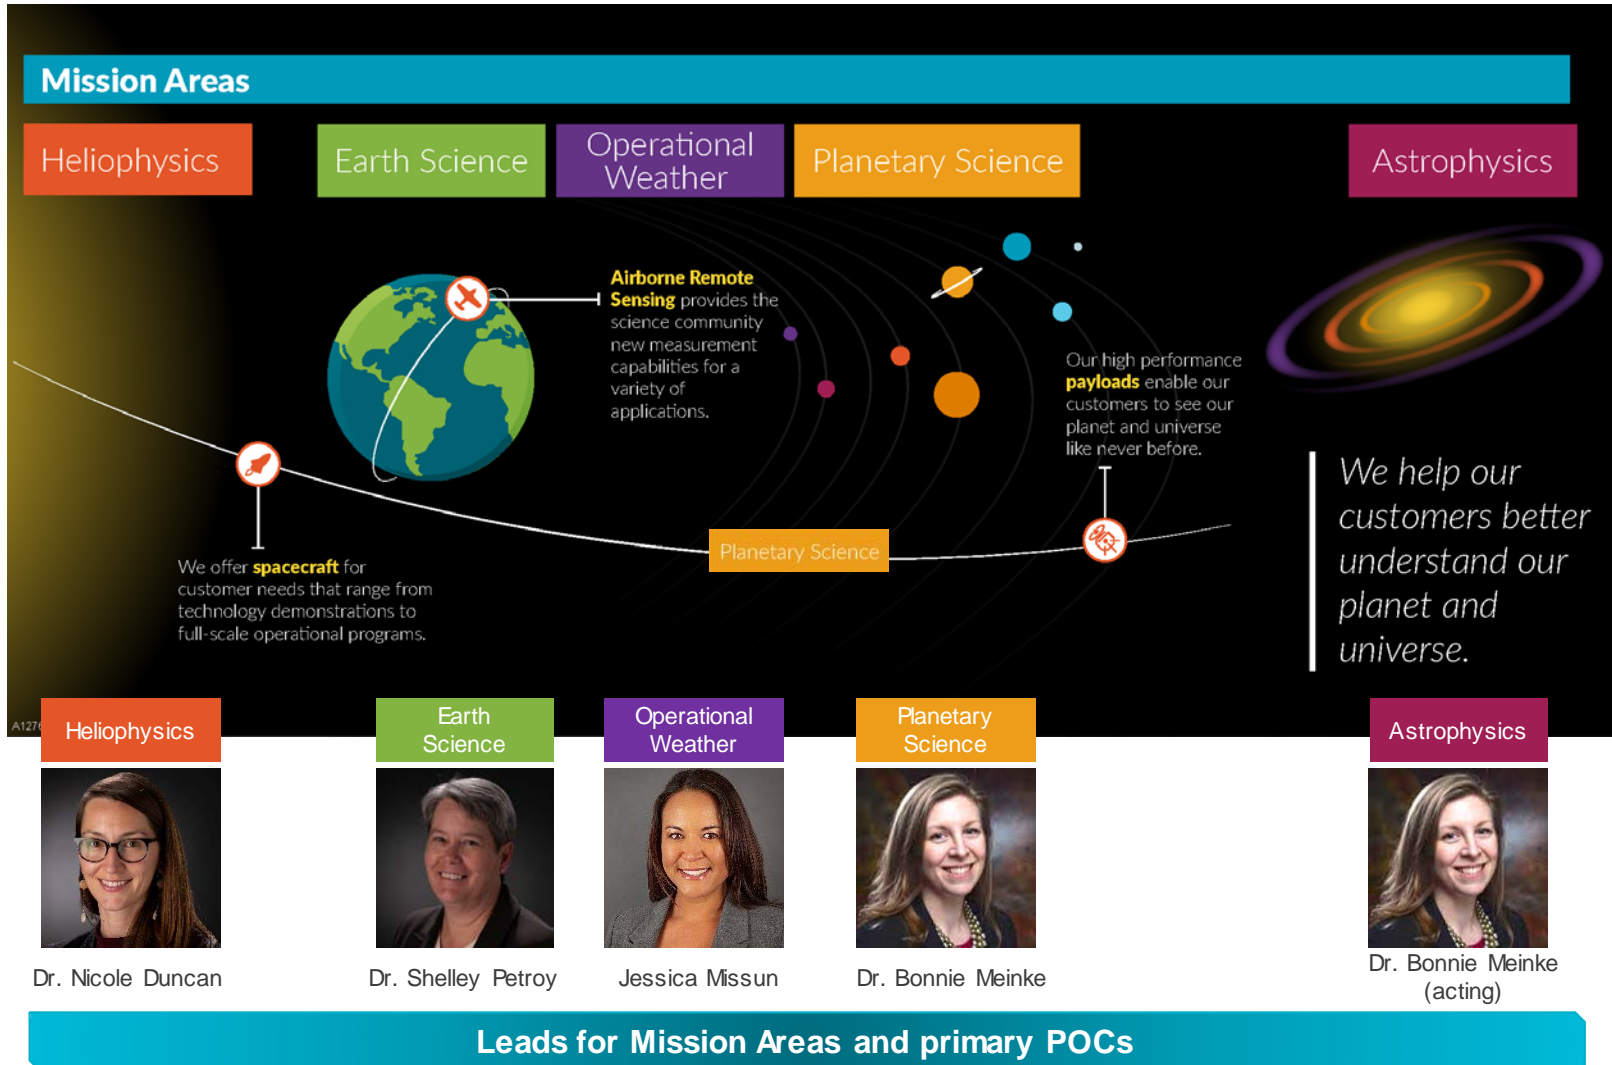 Mission Areas
Heliophysics
Earth Science
Operational
Weather
Planetary Science
Astrophysics
Airborne Remote
Sensing provides the
science community
new measurement
capabilities for a
variety of
applications.
Our high performance
payloads enable our
customers to see our
planet and universe
like never before.
We help our
customers better
understand our
planet and
universe.
Planetary Science
We offer spacecraft for
customer needs that range from
technology demonstrations to
full-scale operational programs.
A1276
Heliophysics
Earth
Science
Operational
Weather
Planetary
Science
Astrophysics
Dr. Nicole Duncan
Dr. Shelley Petroy
Jessica Missun
Dr. Bonnie Meinke
Dr. Bonnie Meinke
(acting)
Leads for Mission Areas and primary POCs